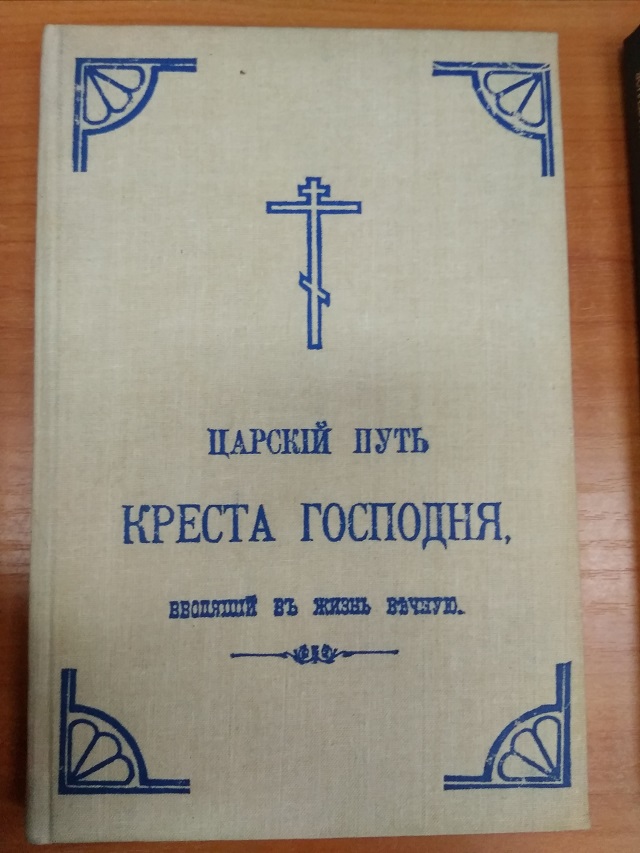 ЦАРСКІЙ ПУТЬ
КРЕСТА ГОСПОДНЯ,
ВВОДЯЩІЙ ВЪ ЖИЗНЬ ВѢЧНУЮ.